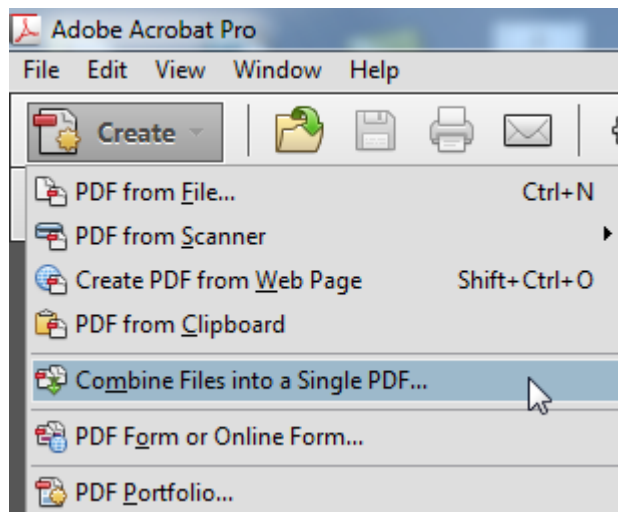 Adobe Acrobat Pro
File Edit View Window Help
Create
PDF from File... Ctrl+N
PDF from Scanner
Create PDF from Web Page Shift+Ctrl+O
PDF from Clipboard
Combine Files into a Single PDF...
PDF Form or Online Form...
PDF Portfolio...